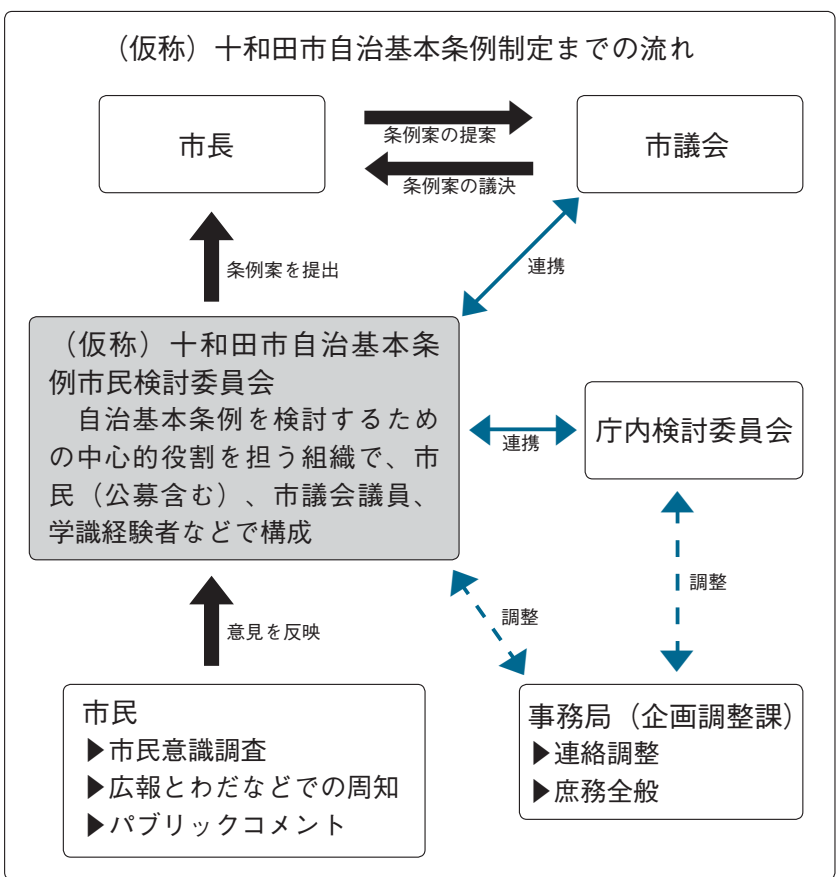 （仮称）十和田市自治基本条例制定までの流れ
市長
条例案の提案
条例案の議決
市議会
条例案を提出
連携
（仮称）十和田市自治基本条
例市民検討委員会
自治基本条例を検討するため
の中心的役割を担う組織で、市
民（公募含む）、市議会議員、
学識経験者などで構成
連携
庁内検討委員会
意見を反映
調整
調整
市民
▶市民意識調査
▶広報とわだなどでの周知
▶パブリックコメント
事務局（企画調整課）
▶連絡調整
▶庶務全般